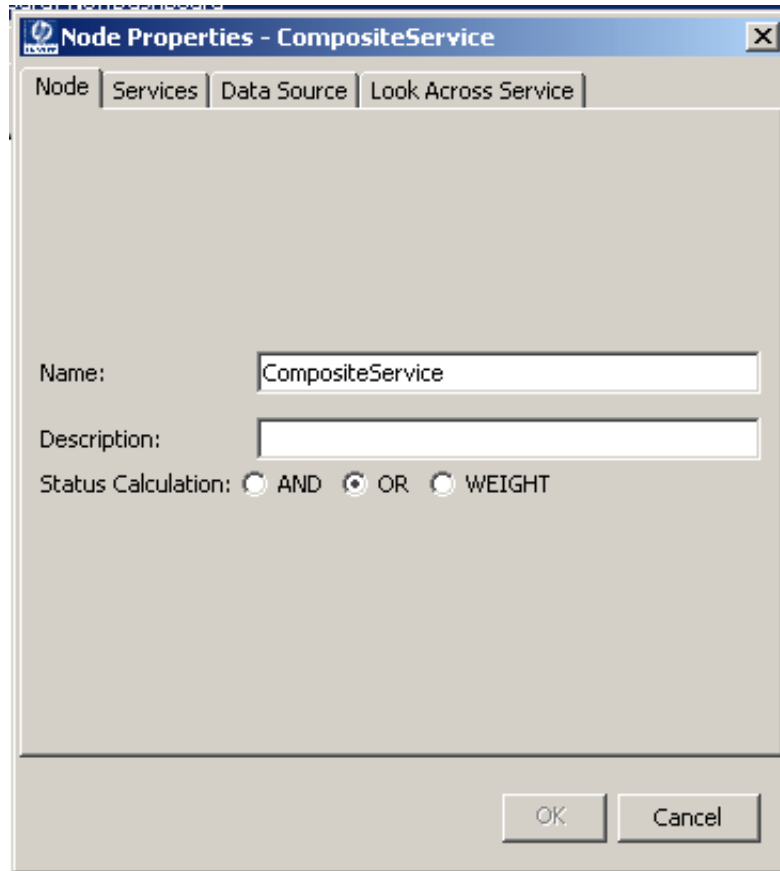 Node Properties - CompositeService
Node Services Data Source Look Across Service
Name: CompositeService
Description:
Status Calculation: AND OR WEIGHT
OK Cancel